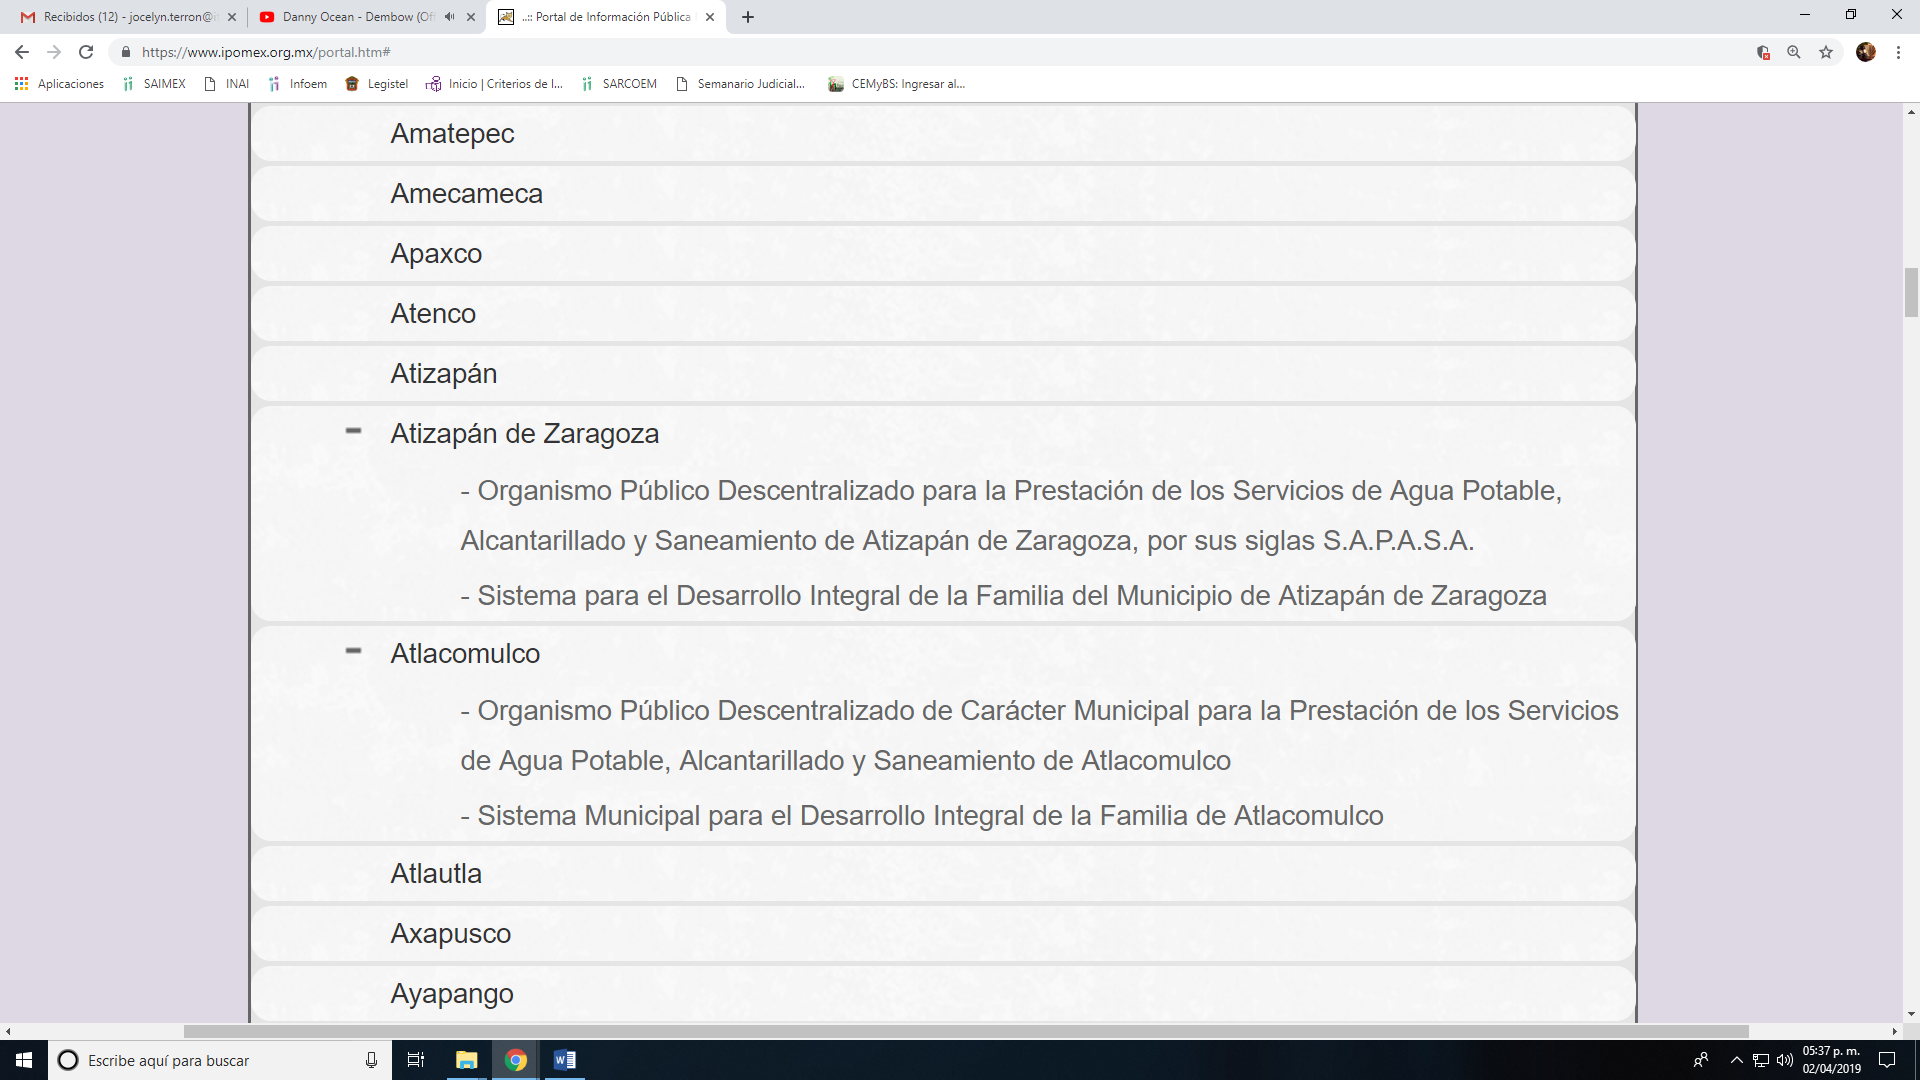 Recibidos (12) - jocelyn.terron@i
Danny Ocean - Dembow (Of
..:: Portal de Información Pública
https://www.ipomex.org.mx/portal.htm#
Aplicaciones
SAIMEX
INAI
Infoem
Legistel
Inicio | Criterios de I...
SARCOEM
Semanario Judicial...
CEMyBS: Ingresar al...
Amatepec
Amecameca
Apaxco
Atenco
Atizapán
Atizapán de Zaragoza
- Organismo Público Descentralizado para la Prestación de los Servicios de Agua Potable,
Alcantarillado y Saneamiento de Atizapán de Zaragoza, por sus siglas S.A.P.A.S.A.
- Sistema para el Desarrollo Integral de la Familia del Municipio de Atizapán de Zaragoza
Atlacomulco
- Organismo Público Descentralizado de Carácter Municipal para la Prestación de los Servicios
de Agua Potable, Alcantarillado y Saneamiento de Atlacomulco
- Sistema Municipal para el Desarrollo Integral de la Familia de Atlacomulco
Atlautla
Axapusco
Ayapango
Escribe aquí para buscar
05:37 p. m.
02/04/2019